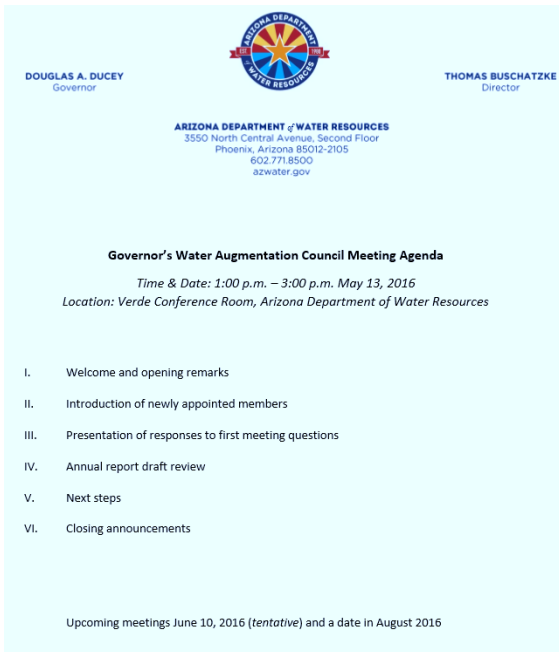 ARIZONA DEPARTMENT
EST 1980
of WATER RESOURCES
DOUGLAS A. DUCEY
Governor
THOMAS BUSCHATZKE
Director
ARIZONA DEPARTMENT of WATER RESOURCES
3550 North Central Avenue, Second Floor
Phoenix, Arizona 85012-2105
602.771.8500
azwater.gov
Governor's Water Augmentation Council Meeting Agenda
Time & Date: 1:00 p.m. – 3:00 p.m. May 13, 2016
Location: Verde Conference Room, Arizona Department of Water Resources
I. Welcome and opening remarks
II. Introduction of newly appointed members
III. Presentation of responses to first meeting questions
IV. Annual report draft review
V. Next steps
VI. Closing announcements
Upcoming meetings June 10, 2016 (tentative) and a date in August 2016